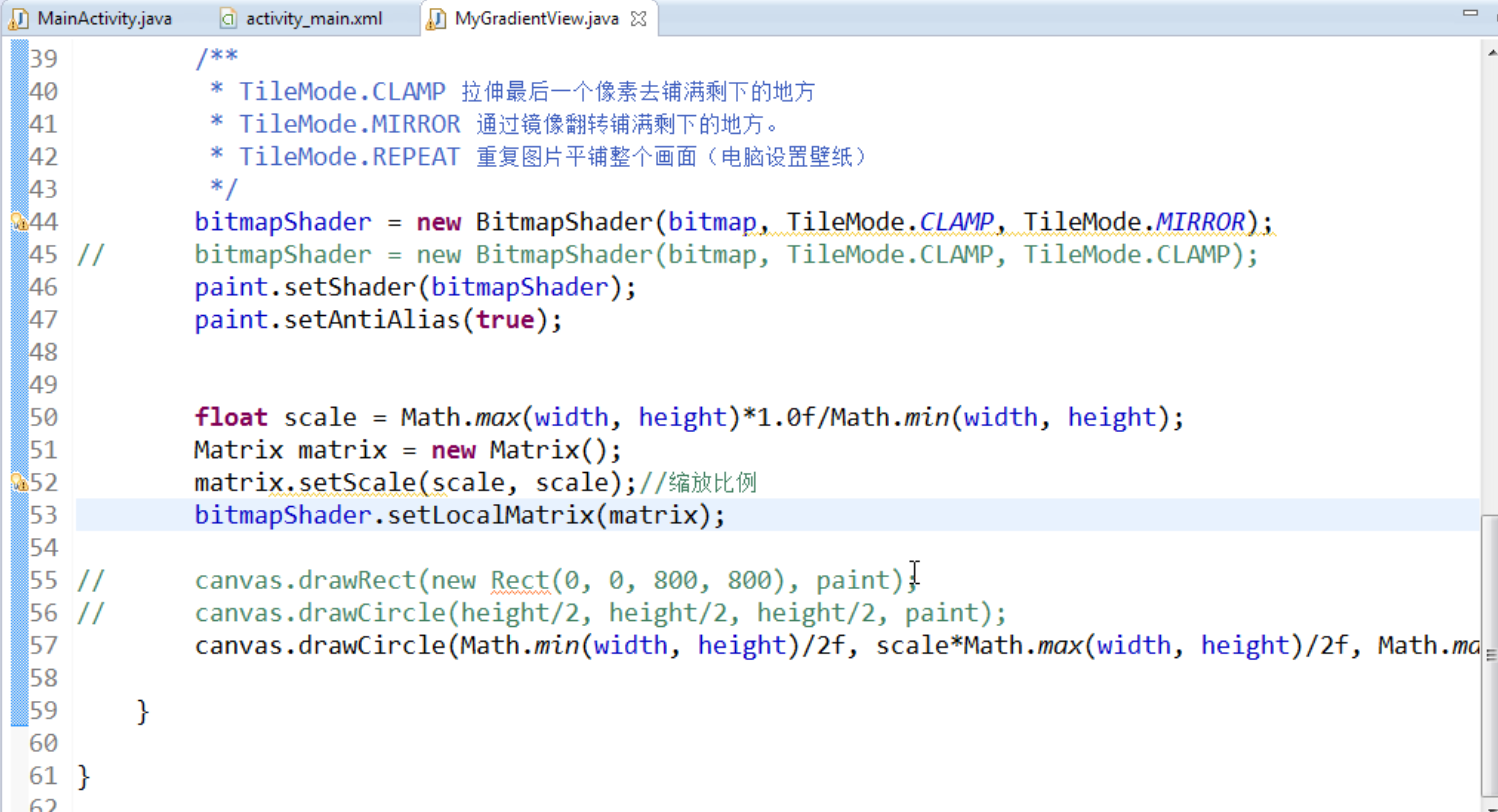 MainActivity.java activity_main.xml MyGradientView.java
39 /**
40 * TileMode.CLAMP 拉伸最后一个像素去铺满剩下的地方
41 * TileMode.MIRROR 通过镜像翻转铺满剩下的地方。
42 * TileMode.REPEAT 重复图片平铺整个画面（电脑设置壁纸）
43 */
44 bitmapShader = new BitmapShader(bitmap, TileMode.CLAMP, TileMode.MIRROR);
45 // bitmapShader = new BitmapShader(bitmap, TileMode.CLAMP, TileMode.CLAMP);
46 paint.setShader(bitmapShader);
47 paint.setAntiAlias(true);
48
49
50 float scale = Math.max(width, height)*1.0f/Math.min(width, height);
51 Matrix matrix = new Matrix();
52 matrix.setScale(scale, scale);//缩放比例
53 bitmapShader.setLocalMatrix(matrix);
54
55 // canvas.drawRect(new Rect(0, 0, 800, 800), paint);
56 // canvas.drawCircle(height/2, height/2, height/2, paint);
57 canvas.drawCircle(Math.min(width, height)/2f, scale*Math.max(width, height)/2f, Math.ma
58
59 }
60
61 }
62